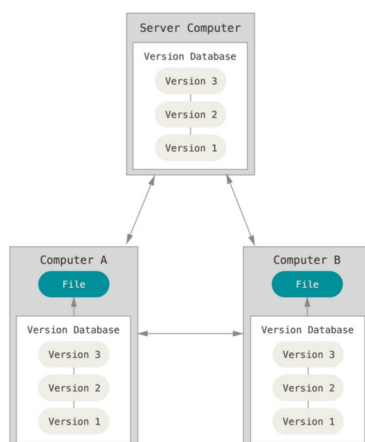 Server Computer
Version Database
Version 3
Version 2
Version 1
Computer A
File
Version Database
Version 3
Version 2
Version 1
Computer B
File
Version Database
Version 3
Version 2
Version 1